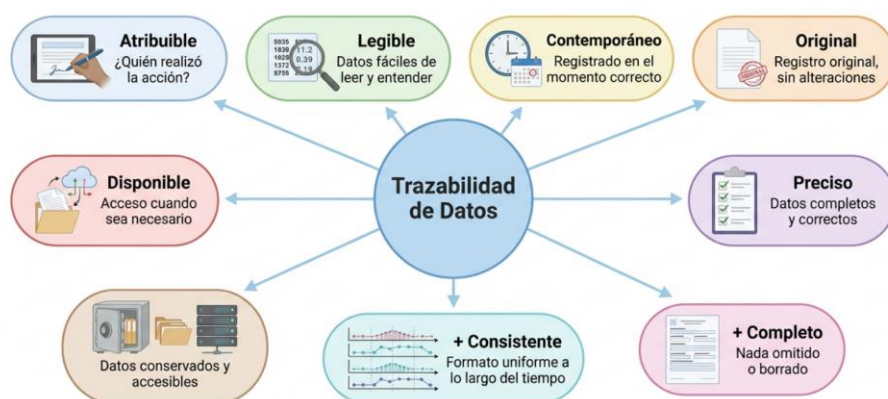 Atribuible
¿Quién realizó
la acción?
Legible
Datos fáciles de
leer y entender
Contemporáneo
Registrado en el
momento correcto
Original
Registro original,
sin alteraciones
ORIGINAL
Disponible
Acceso cuando
sea necesario
Trazabilidad
de Datos
Preciso
Datos completos
y correctos
Datos conservados y
accesibles
+ Consistente
Formato uniforme a
lo largo del tiempo
+ Completo
Nada omitido
o borrado